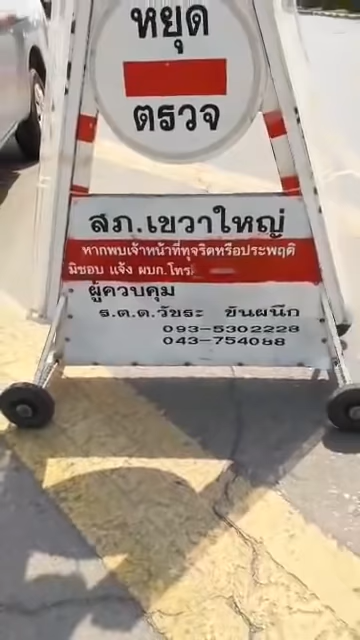 หยุด
ตรวจ
สภ.เขวาใหญ่
หากพบเจ้าหน้าที่ทุจริตหรือประพฤติ
มิชอบ แจ้ง ผบก.โทร
ผู้ควบคุม
ร.ต.ต.วัชระ ขันผนึก
093-5302228
043-754088